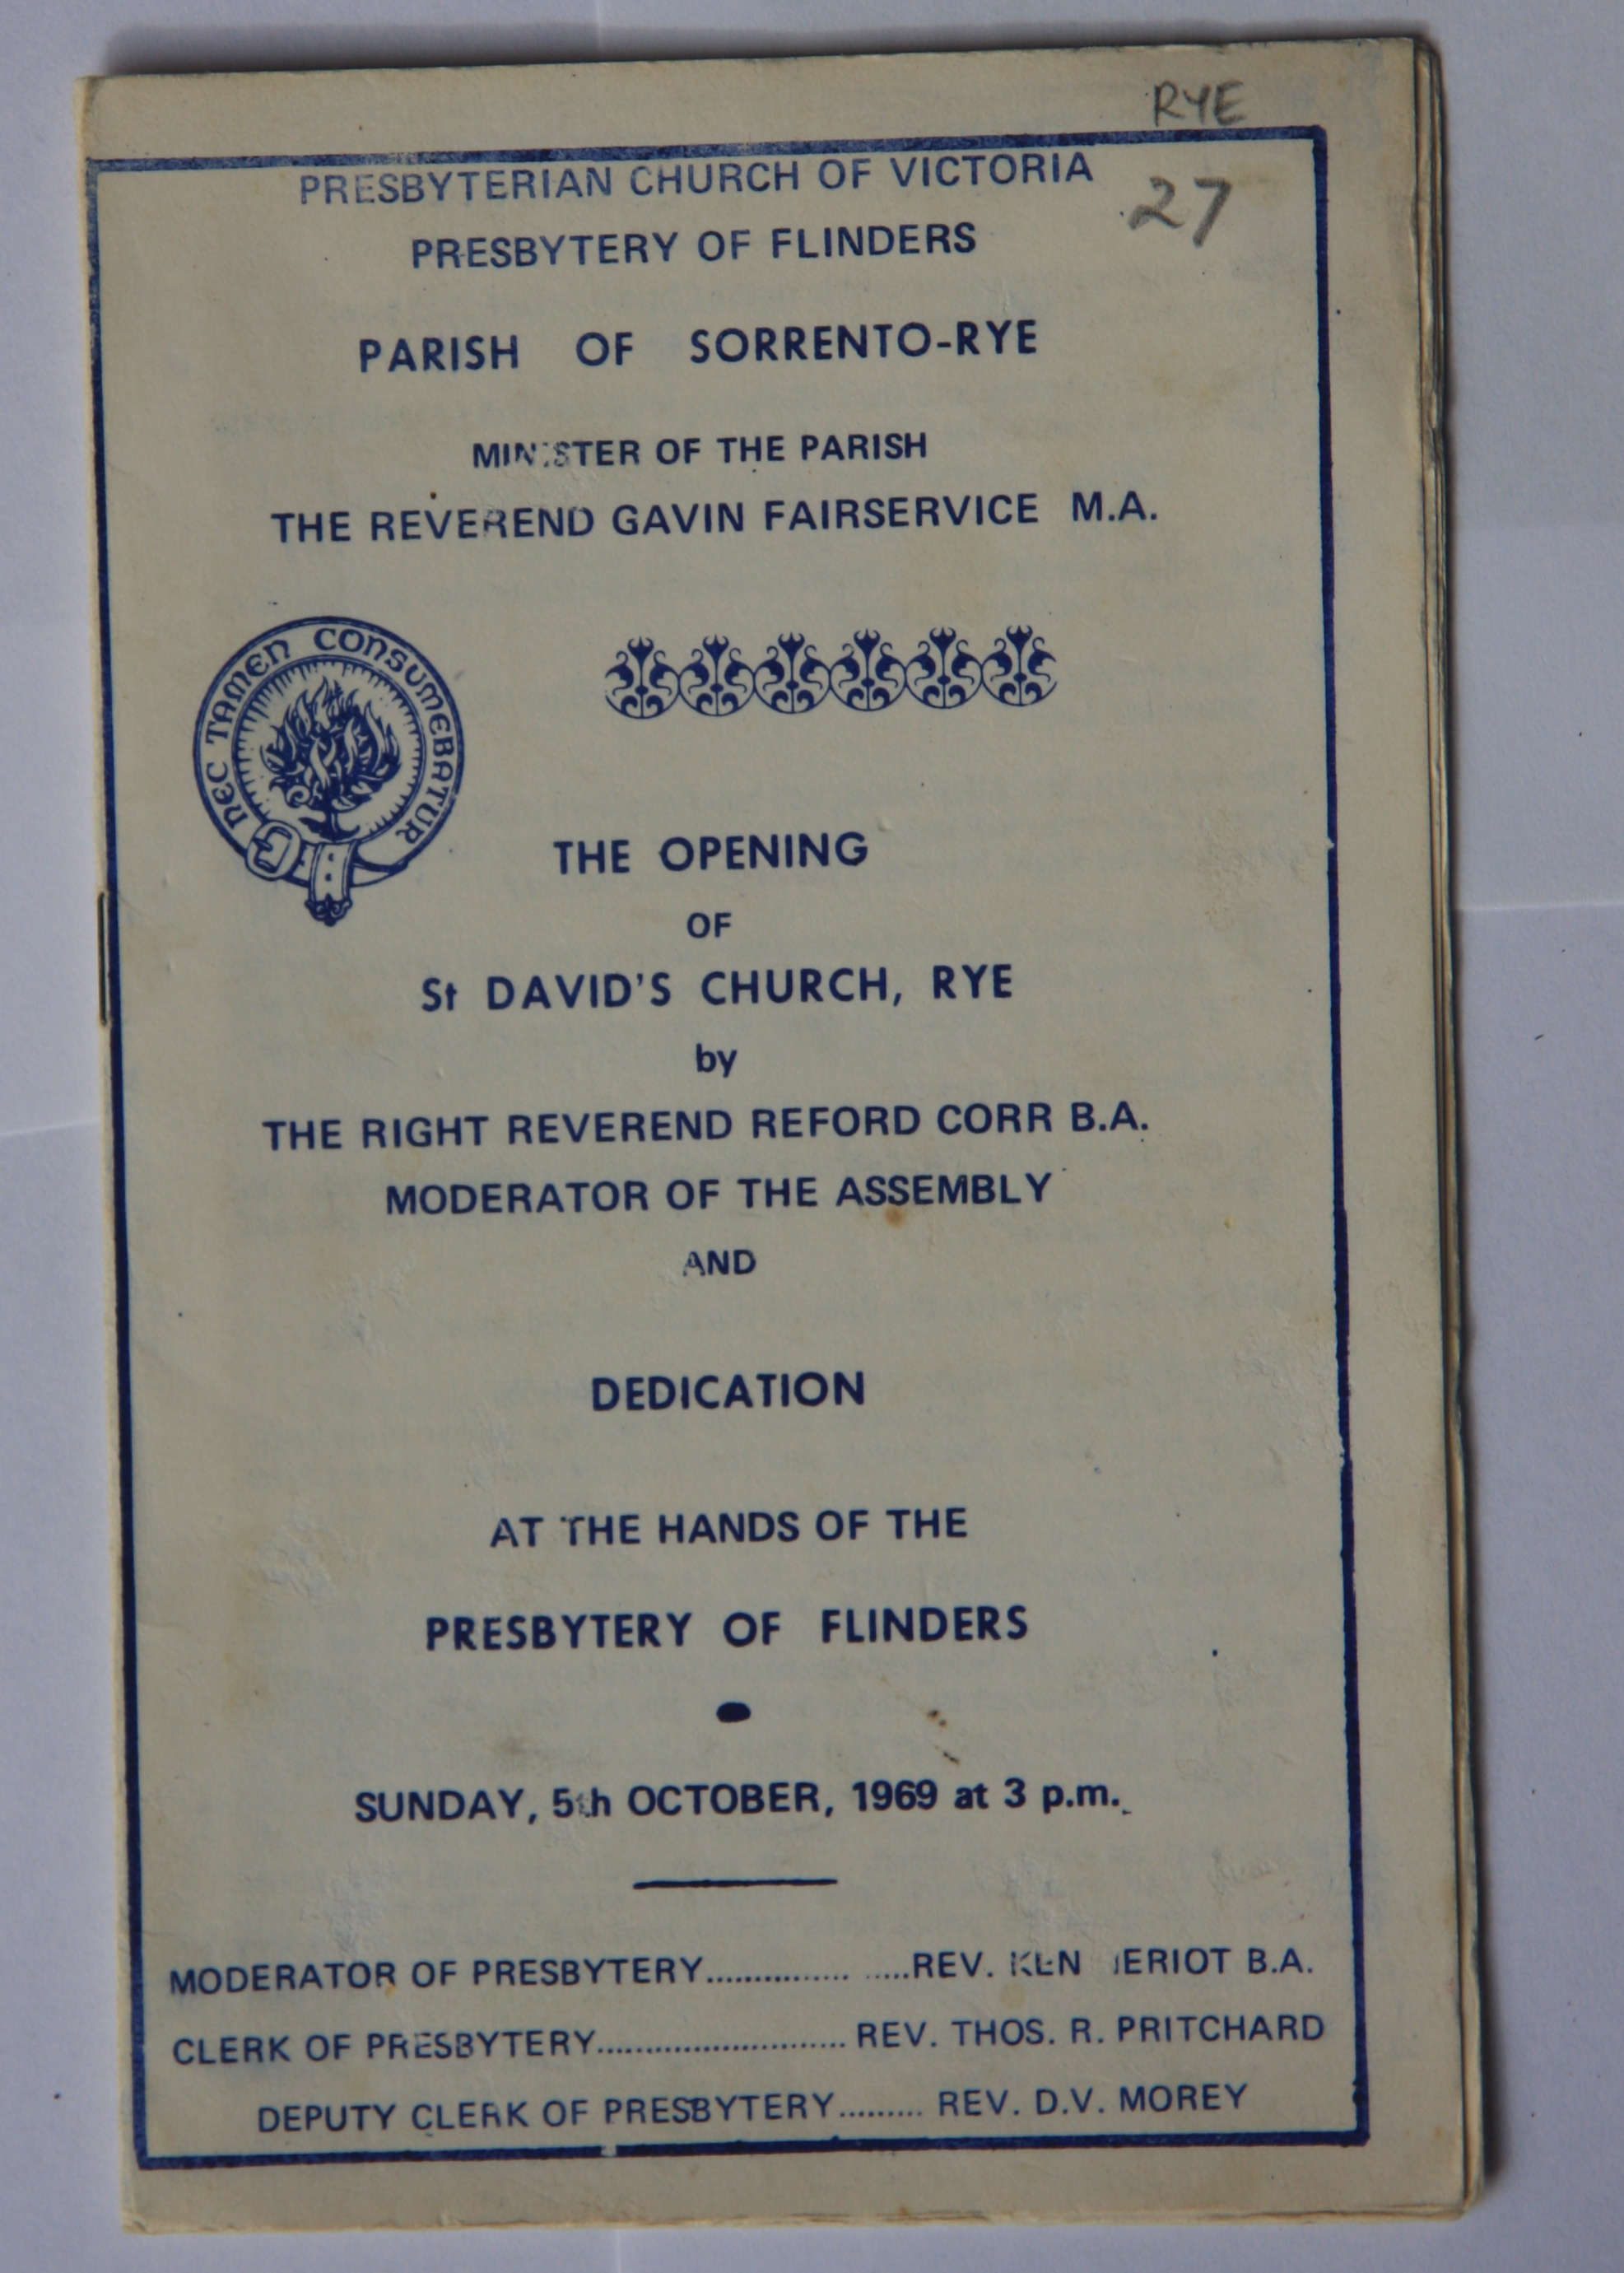 RYE
27
PRESBYTERIAN CHURCH OF VICTORIA
PRESBYTERY OF FLINDERS
PARISH OF SORRENTO-RYE
MINISTER OF THE PARISH
THE REVEREND GAVIN FAIRSERVICE M.A.
NEC TAMEN CONSUMEBATUR
THE OPENING
OF
St DAVID'S CHURCH, RYE
by
THE RIGHT REVEREND REFORD CORR B.A.
MODERATOR OF THE ASSEMBLY
AND
DEDICATION
AT THE HANDS OF THE
PRESBYTERY OF FLINDERS
SUNDAY, 5th OCTOBER, 1969 at 3 p.m.
MODERATOR OF PRESBYTERY.................... REV. KEN B.A.
CLERK OF PRESBYTERY.......................... REV. THOS. R. PRITCHARD
DEPUTY CLERK OF PRESBYTERY......... REV. D.V. MOREY